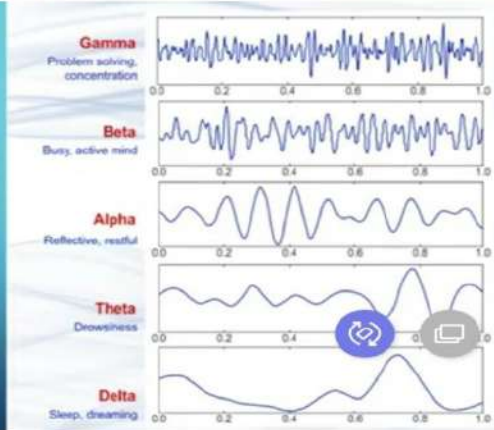 Gamma
Problem solving,
concentration
0.0 0.2 0.4 0.6 0.8 1.0
Beta
Busy, active mind
0.0 0.2 0.4 0.6 0.8 1.0
Alpha
Reflective, restful
0.0 0.2 0.4 0.6 0.8 1.0
Theta
Drowsiness
0.0 0.2 0.4 1.0
Delta
Sleep, dreaming
0.0 0.2 0.4 0.6 0.8 1.0